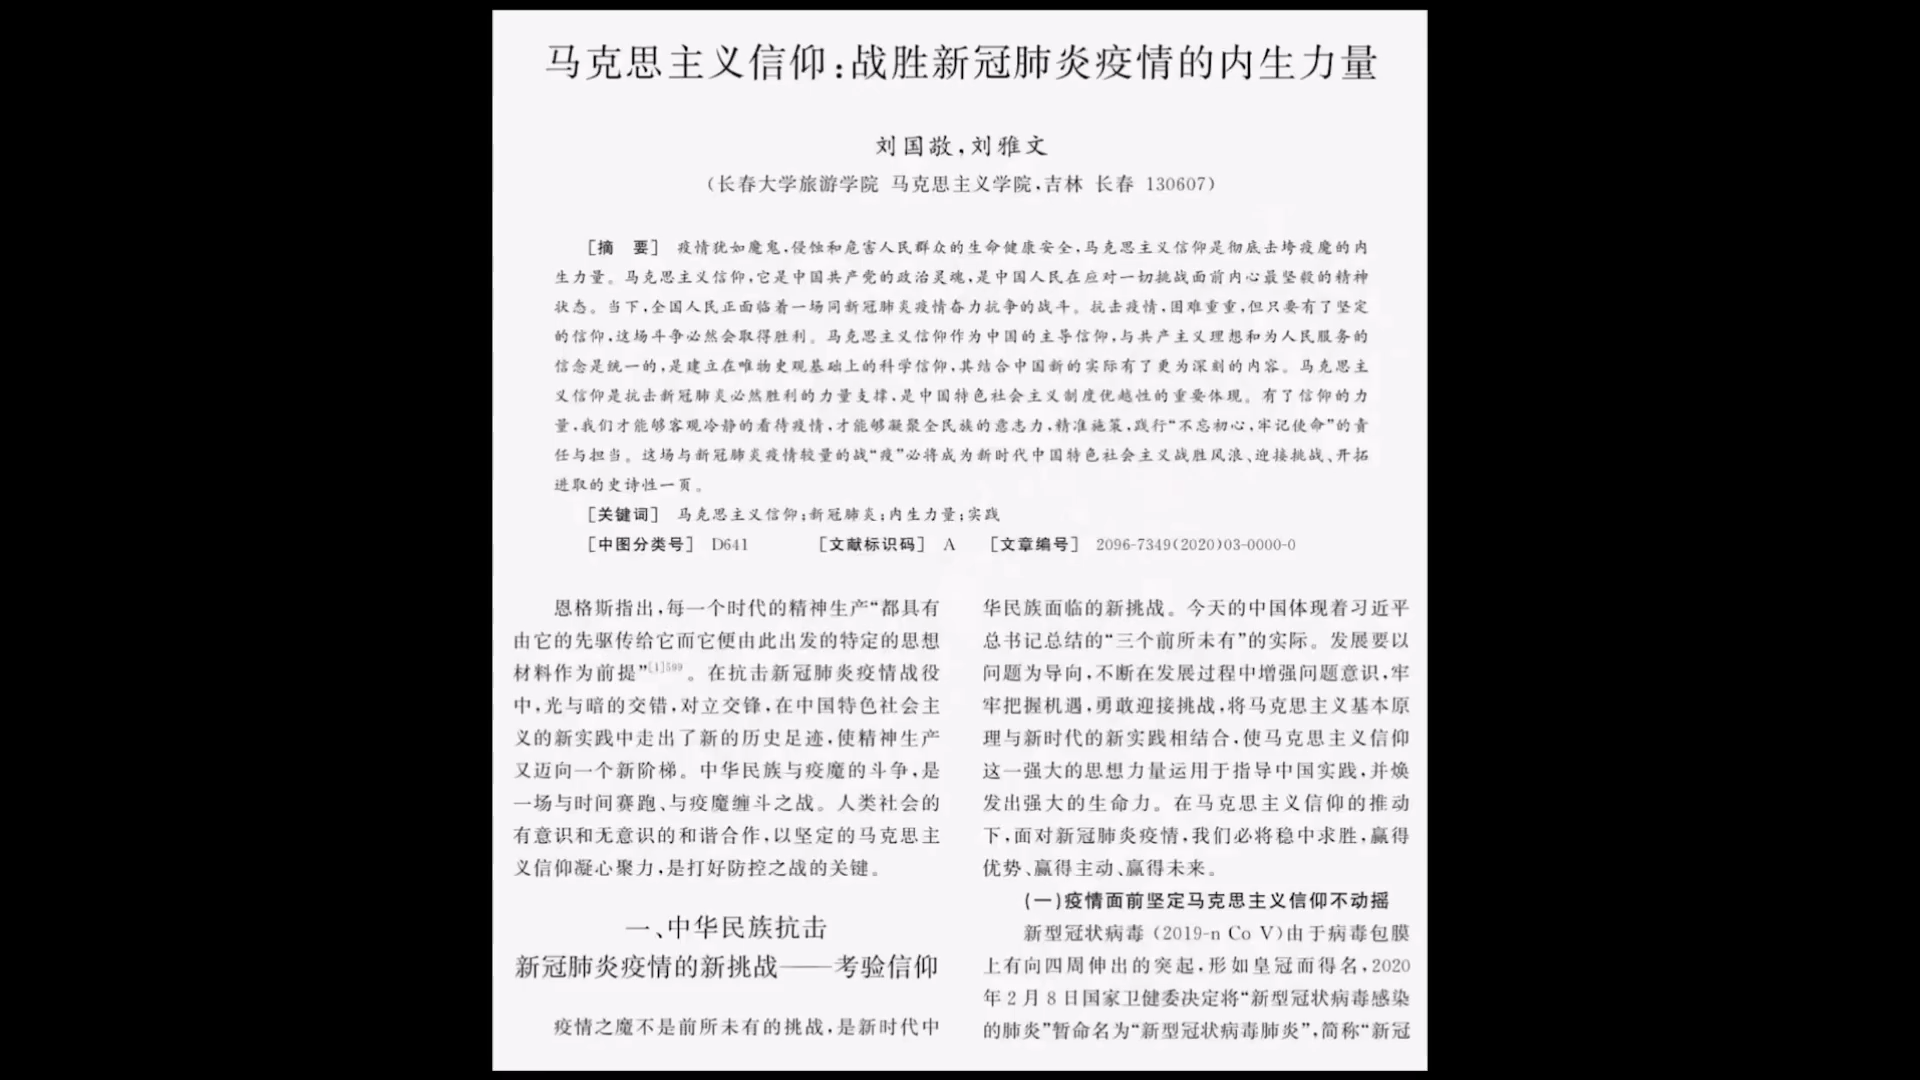 马克思主义信仰:战胜新冠肺炎疫情的内生力量
刘国敬,刘雅文
(长春大学旅游学院 马克思主义学院,吉林 长春 130607)
[摘 要] 疫情犹如魔鬼,侵蚀和危害人民群众的生命健康安全,马克思主义信仰是彻底击垮疫魔的内
生力量。马克思主义信仰,它是中国共产党的政治灵魂,是中国人民在应对一切挑战面前内心最坚毅的精神
状态。当下,全国人民正面临着一场同新冠肺炎疫情奋力抗争的战斗。抗击疫情,困难重重,但只要有了坚定
的信仰,这场斗争必然会取得胜利。马克思主义信仰作为中国的主导信仰,与共产主义理想和为人民服务的
信念是统一的,是建立在唯物史观基础上的科学信仰,其结合中国新的实际有了更为深刻的内容。马克思主
义信仰是抗击新冠肺炎必然胜利的力量支撑,是中国特色社会主义制度优越性的重要体现。有了信仰的力
量,我们才能够客观冷静的看待疫情,才能够凝聚全民族的意志力,精准施策,践行“不忘初心,牢记使命”的责
任与担当。这场与新冠肺炎疫情较量的战“疫”必将成为新时代中国特色社会主义战胜风浪、迎接挑战、开拓
进取的史诗性一页。
[关键词] 马克思主义信仰;新冠肺炎;内生力量;实践
[中图分类号] D641 [文献标识码] A [文章编号] 2096-7349(2020)03-0000-0
恩格斯指出,每一个时代的精神生产“都具有
由它的先驱传给它而它便由此出发的特定的思想
材料作为前提”[1]599。在抗击新冠肺炎疫情战役
中,光与暗的交错,对立交锋,在中国特色社会主
义的新实践中走出了新的历史足迹,使精神生产
又迈向一个新阶梯。中华民族与疫魔的斗争,是
一场与时间赛跑、与疫魔缠斗之战。人类社会的
有意识和无意识的和谐合作,以坚定的马克思主
义信仰凝心聚力,是打好防控之战的关键。
一、中华民族抗击
新冠肺炎疫情的新挑战——考验信仰
疫情之魔不是前所未有的挑战,是新时代中
华民族面临的新挑战。今天的中国体现着习近平
总书记总结的“三个前所未有”的实际。发展要以
问题为导向,不断在发展过程中增强问题意识,牢
牢把握机遇,勇敢迎接挑战,将马克思主义基本原
理与新时代的新实践相结合,使马克思主义信仰
这一强大的思想力量运用于指导中国实践,并焕
发出强大的生命力。在马克思主义信仰的推动
下,面对新冠肺炎疫情,我们必将稳中求胜,赢得
优势、赢得主动、赢得未来。
(一)疫情面前坚定马克思主义信仰不动摇
新型冠状病毒(2019-n Co V)由于病毒包膜
上有向四周伸出的突起,形如皇冠而得名,2020
年 2 月 8 日国家卫健委决定将“新型冠状病毒感染
的肺炎”暂命名为“新型冠状病毒肺炎”,简称“新冠